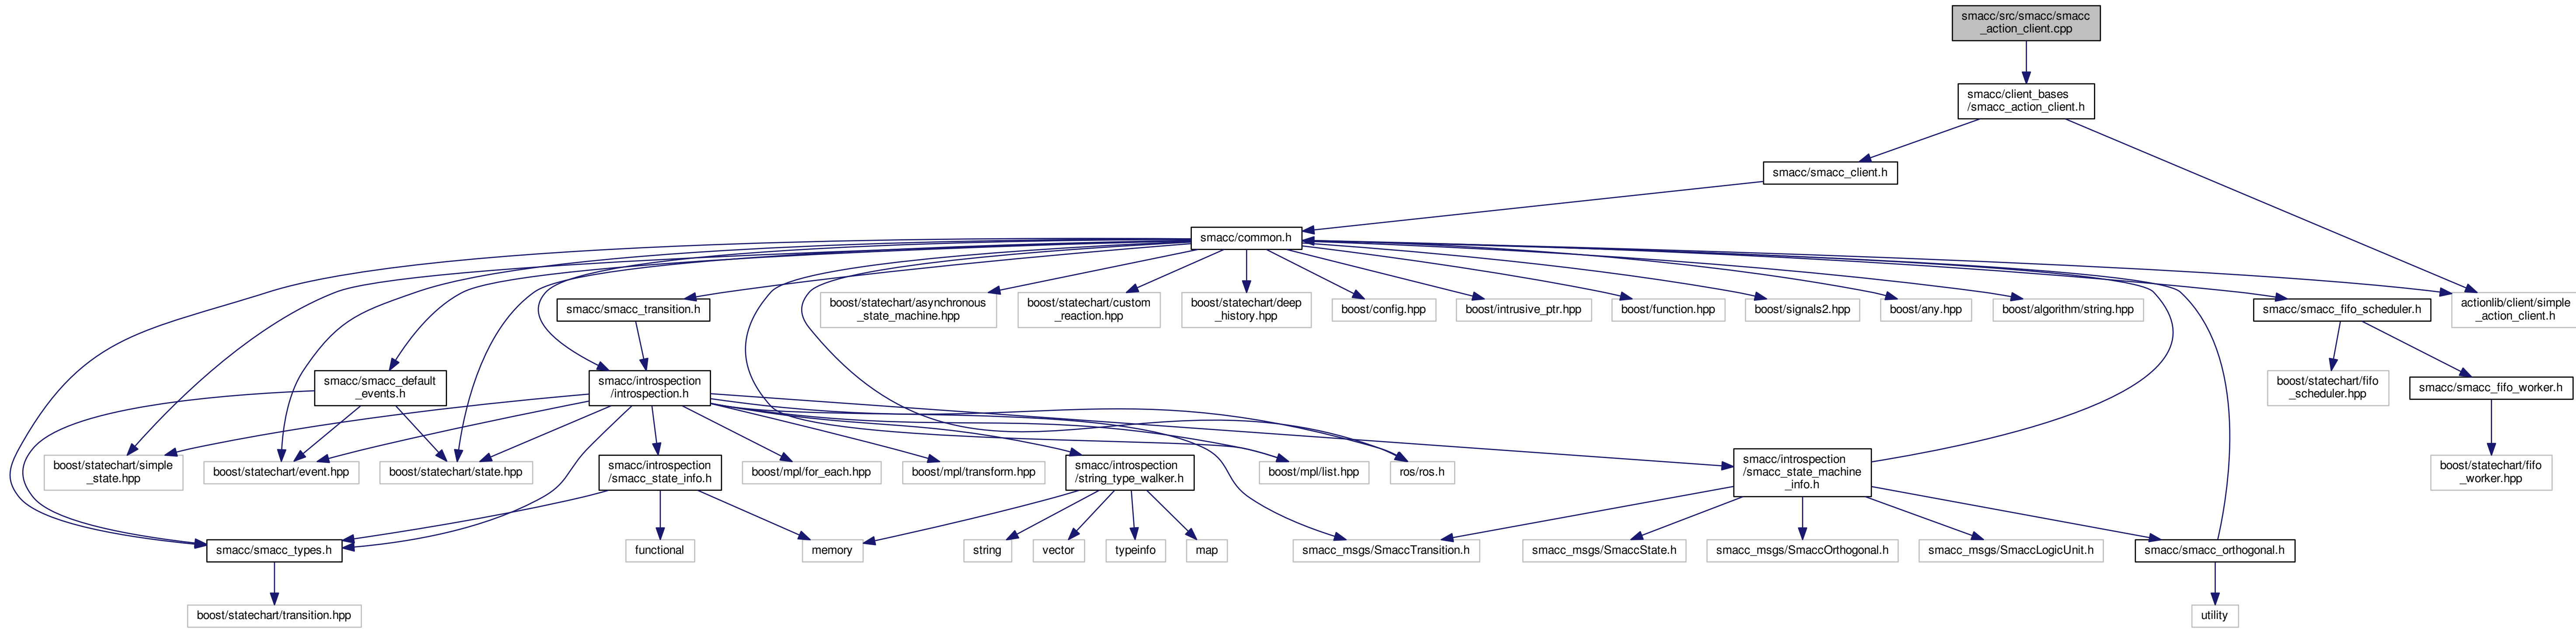 smacc/src/smacc/smacc
_action_client.cpp
smacc/client_bases
/smacc_action_client.h
smacc/smacc_client.h
smacc/common.h
smacc/smacc_transition.h
boost/statechart/asynchronous
_state_machine.hpp
boost/statechart/custom
_reaction.hpp
boost/statechart/deep
_history.hpp
boost/config.hpp
boost/intrusive_ptr.hpp
boost/function.hpp
boost/signals2.hpp
boost/any.hpp
boost/algorithm/string.hpp
smacc/smacc_fifo_scheduler.h
actionlib/client/simple
_action_client.h
smacc/smacc_default
_events.h
smacc/introspection
/introspection.h
boost/statechart/fifo
_scheduler.hpp
smacc/smacc_fifo_worker.h
boost/statechart/simple
_state.hpp
boost/statechart/event.hpp
boost/statechart/state.hpp
smacc/introspection
/smacc_state_info.h
boost/mpl/for_each.hpp
boost/mpl/transform.hpp
smacc/introspection
/string_type_walker.h
boost/mpl/list.hpp
ros/ros.h
smacc/introspection
/smacc_state_machine
_info.h
boost/statechart/fifo
_worker.hpp
smacc/smacc_types.h
functional
memory
string
vector
typeinfo
map
smacc_msgs/SmaccTransition.h
smacc_msgs/SmaccState.h
smacc_msgs/SmaccOrthogonal.h
smacc_msgs/SmaccLogicUnit.h
smacc/smacc_orthogonal.h
boost/statechart/transition.hpp
utility